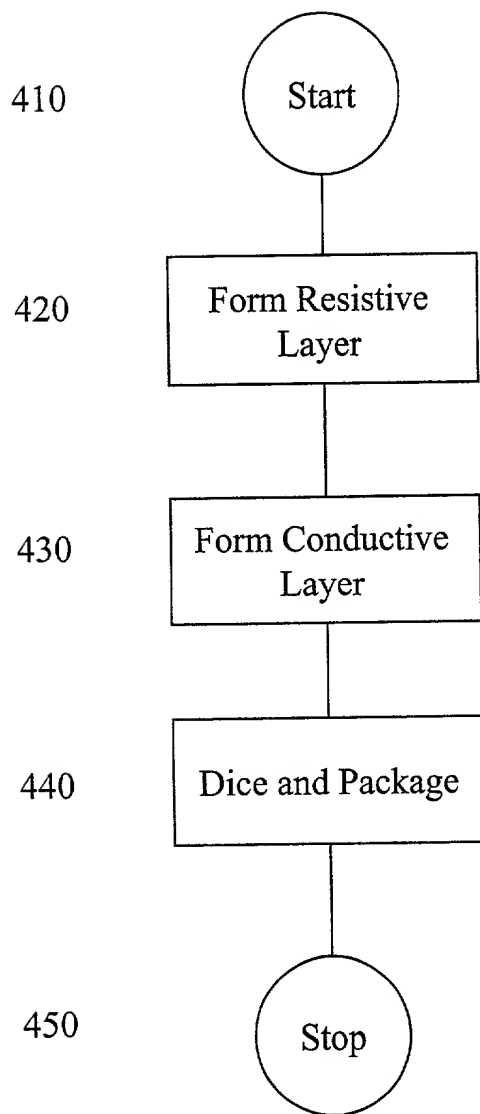 410
Start
420
Form Resistive
Layer
430
Form Conductive
Layer
440
Dice and Package
450
Stop